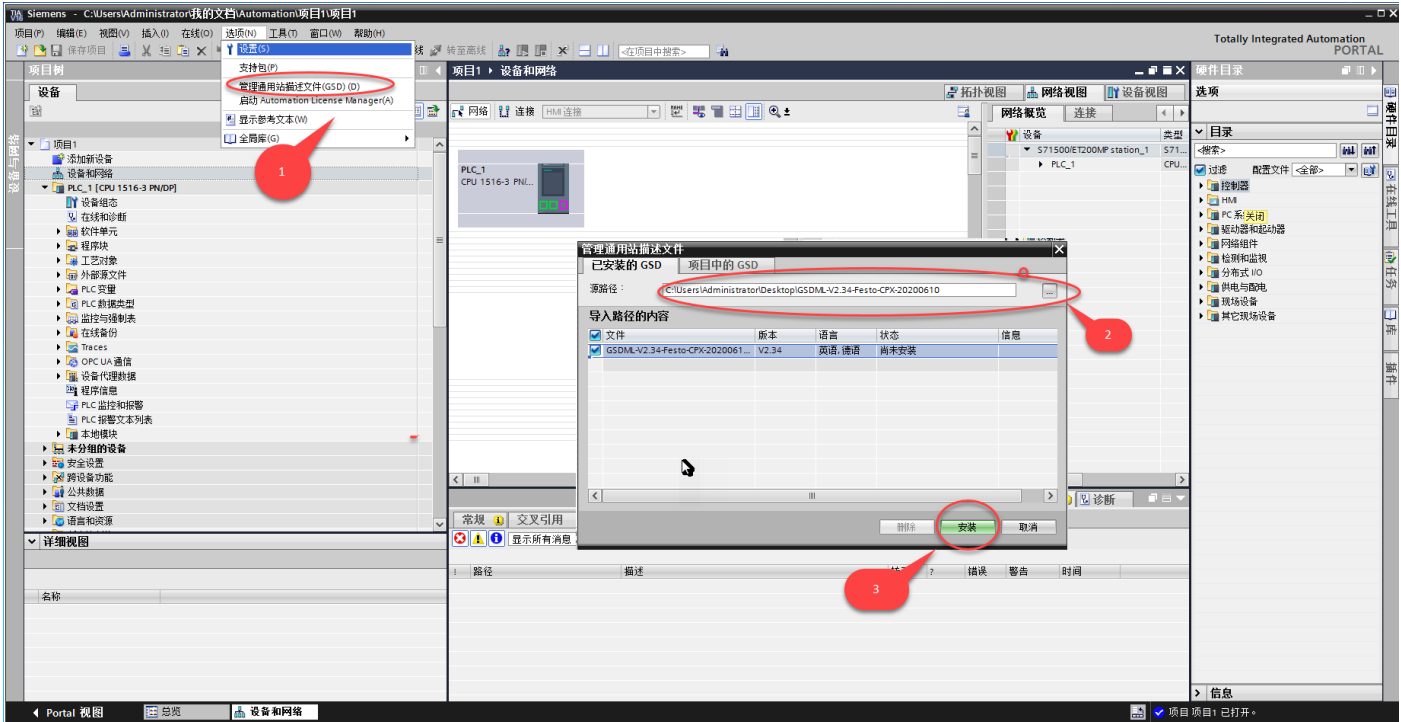 Siemens - C:\Users\Administrator\我的文档\Automation\项目1\项目1
项目(P) 编辑(E) 视图(V) 插入(I) 在线(O) 选项(N) 工具(T) 窗口(W) 帮助(H)
Totally Integrated Automation
PORTAL
保存项目
转至离线
<在项目中搜索>
设置(S)
支持包(P)
管理通用站描述文件(GSD) (D)
启动 Automation License Manager(A)
显示参考文本(W)
全局库(G)
1
项目树
设备
设备与网络
项目1
添加新设备
设备和网络
PLC_1 [CPU 1516-3 PN/DP]
设备组态
在线和诊断
软件单元
程序块
工艺对象
外部源文件
PLC 变量
PLC 数据类型
监控与强制表
在线备份
Traces
OPC UA 通信
设备代理数据
程序信息
PLC 监控和报警
PLC 报警文本列表
本地模块
未分组的设备
安全设置
跨设备功能
公共数据
文档设置
语言和资源
详细视图
名称
项目1 › 设备和网络
拓扑视图 网络视图 设备视图
网络 连接 HMI 连接
PLC_1
CPU 1516-3 PN/...
网络概览 连接
设备 类型
S71500/ET200MP station_1 S71...
PLC_1 CPU...
管理通用站描述文件
已安装的 GSD 项目中的 GSD
源路径: C:\Users\Administrator\Desktop\GSDML-V2.34-Festo-CPX-20200610 ...
2
导入路径的内容
文件 版本 语言 状态 信息
GSDML-V2.34-Festo-CPX-2020061... V2.34 英语, 德语 尚未安装
删除 安装 取消
3
诊断
常规 交叉引用
显示所有消息
! 路径 描述 ? 错误 警告 时间
硬件目录
选项
目录
<搜索>
过滤 配置文件 <全部>
控制器
HMI
PC 系
关闭
驱动器和起动器
网络组件
检测和监视
分布式 I/O
供电与配电
现场设备
其它现场设备
信息
硬件目录
在线工具
任务
库
插件
Portal 视图 总览 设备和网络
项目 项目1 已打开。